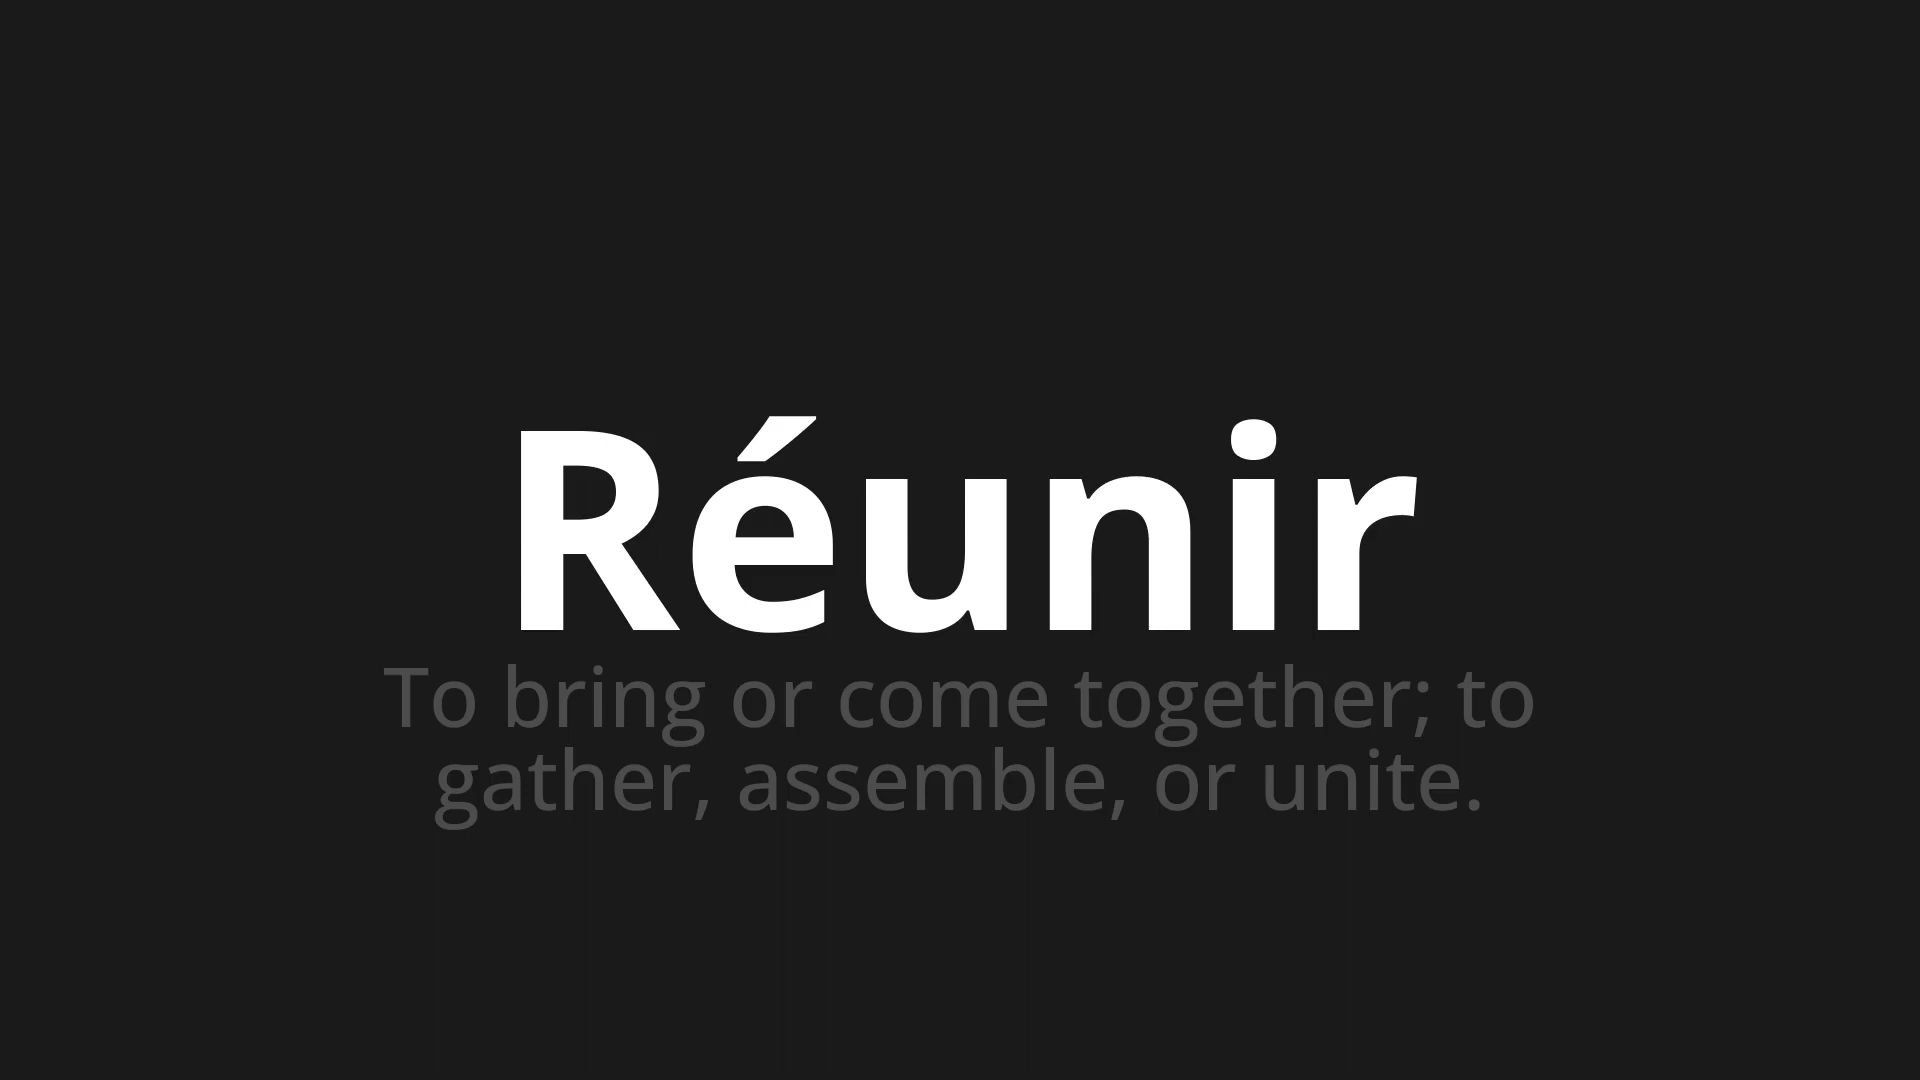 Réunir
To bring or come together; to
gather, assemble, or unite.